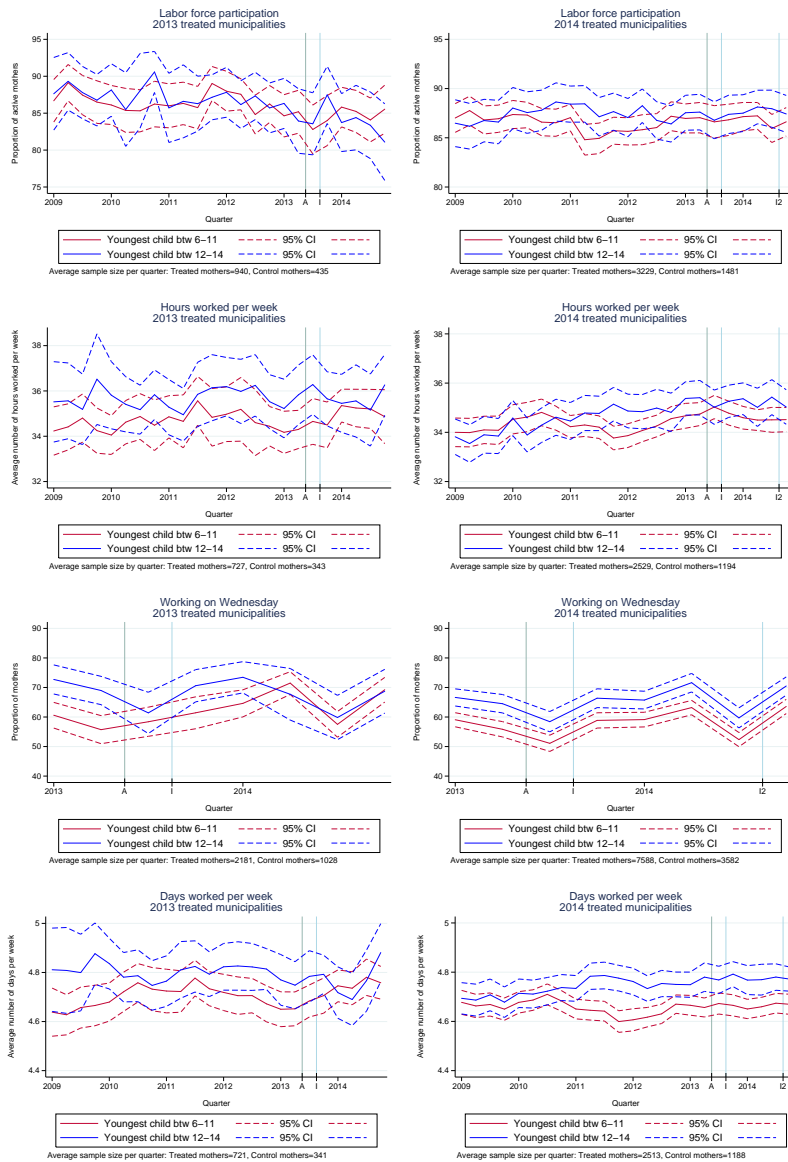 Labor force participation
2013 treated municipalities
Proportion of active mothers
95
90
85
80
75
2009
2010
2011
2012
2013
A
I
2014
Quarter
Youngest child btw 6–11
95% CI
Youngest child btw 12–14
95% CI
Average sample size per quarter: Treated mothers=940, Control mothers=435
Labor force participation
2014 treated municipalities
Proportion of active mothers
95
90
85
80
2009
2010
2011
2012
2013
A
I
2014
I2
Quarter
Youngest child btw 6–11
95% CI
Youngest child btw 12–14
95% CI
Average sample size per quarter: Treated mothers=3229, Control mothers=1481
Hours worked per week
2013 treated municipalities
Average number of hours worked per week
38
36
34
32
2009
2010
2011
2012
2013
A
I
2014
Quarter
Youngest child btw 6–11
95% CI
Youngest child btw 12–14
95% CI
Average sample size by quarter: Treated mothers=727, Control mothers=343
Hours worked per week
2014 treated municipalities
Average number of hours worked per week
38
36
34
32
2009
2010
2011
2012
2013
A
I
2014
I2
Quarter
Youngest child btw 6–11
95% CI
Youngest child btw 12–14
95% CI
Average sample size by quarter: Treated mothers=2529, Control mothers=1194
Working on Wednesday
2013 treated municipalities
Proportion of mothers
90
80
70
60
50
40
2013
A
I
2014
Quarter
Youngest child btw 6–11
95% CI
Youngest child btw 12–14
95% CI
Average sample size per quarter: Treated mothers=2181, Control mothers=1028
Working on Wednesday
2014 treated municipalities
Proportion of mothers
90
80
70
60
50
40
2013
A
I
2014
I2
Quarter
Youngest child btw 6–11
95% CI
Youngest child btw 12–14
95% CI
Average sample size per quarter: Treated mothers=7588, Control mothers=3582
Days worked per week
2013 treated municipalities
Average number of days per week
5
4.8
4.6
4.4
2009
2010
2011
2012
2013
A
I
2014
Quarter
Youngest child btw 6–11
95% CI
Youngest child btw 12–14
95% CI
Average sample size per quarter: Treated mothers=721, Control mothers=341
Days worked per week
2014 treated municipalities
Average number of days per week
5
4.8
4.6
4.4
2009
2010
2011
2012
2013
A
I
2014
I2
Quarter
Youngest child btw 6–11
95% CI
Youngest child btw 12–14
95% CI
Average sample size per quarter: Treated mothers=2513, Control mothers=1188